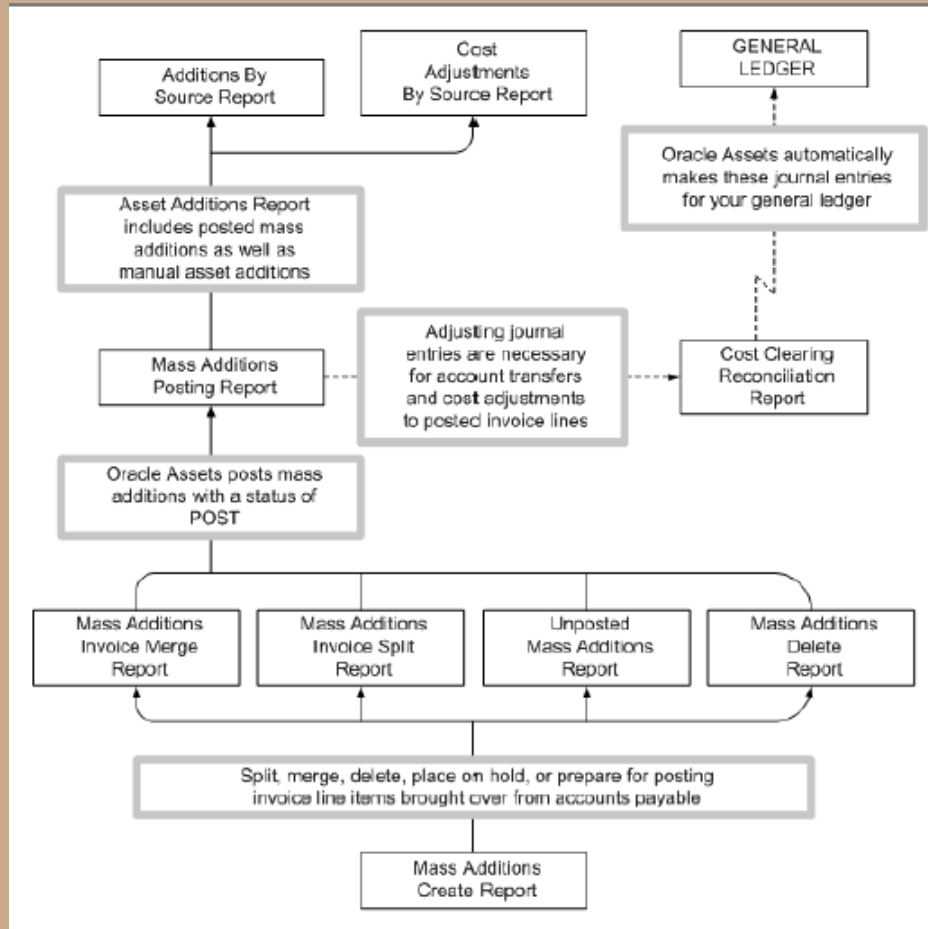 Additions By
Source Report
Cost
Adjustments
By Source Report
GENERAL
LEDGER
Asset Additions Report
includes posted mass
additions as well as
manual asset additions
Oracle Assets automatically
makes these journal entries
for your general ledger
Mass Additions
Posting Report
Adjusting journal
entries are necessary
for account transfers
and cost adjustments
to posted invoice lines
Cost Clearing
Reconciliation
Report
Oracle Assets posts mass
additions with a status of
POST
Mass Additions
Invoice Merge
Report
Mass Additions
Invoice Split
Report
Unposted
Mass Additions
Report
Mass Additions
Delete
Report
Split, merge, delete, place on hold, or prepare for posting
invoice line items brought over from accounts payable
Mass Additions
Create Report